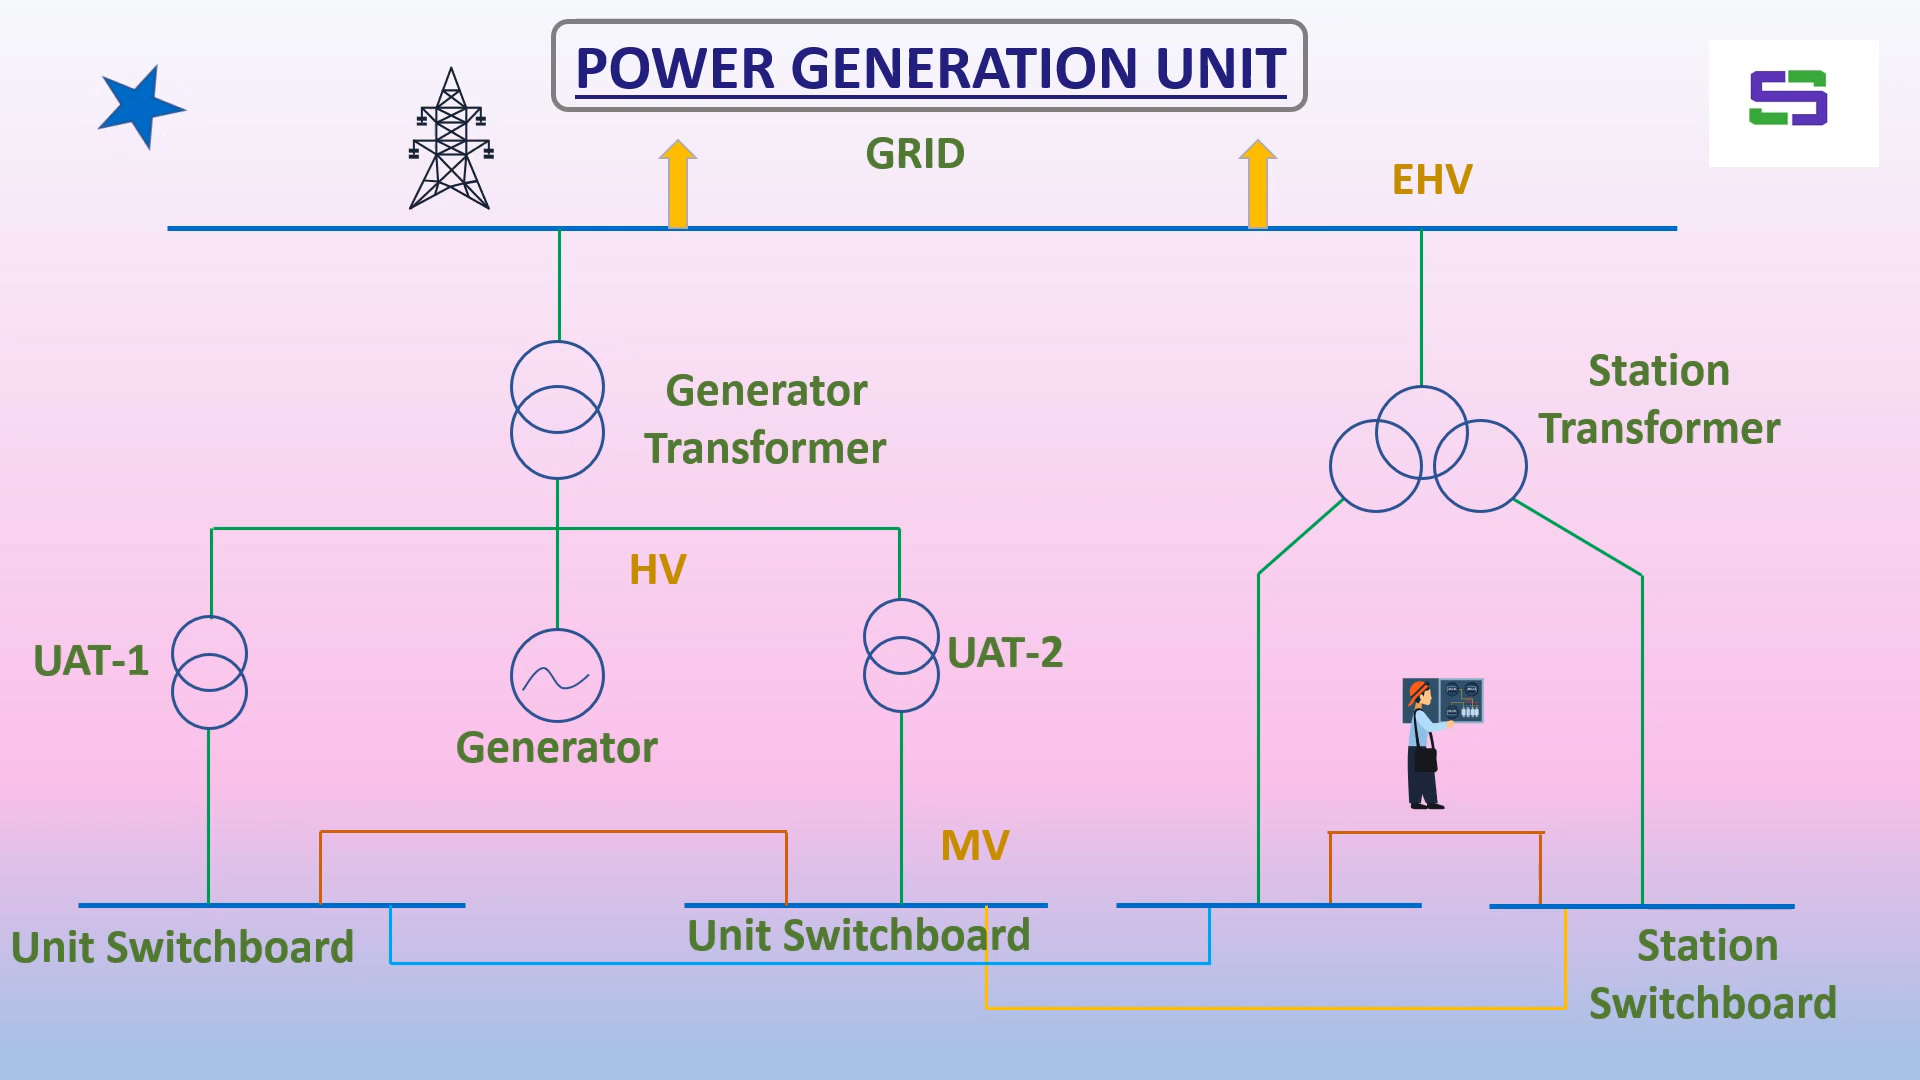 POWER GENERATION UNIT
GRID
EHV
Generator
Transformer
Station
Transformer
HV
UAT-1
UAT-2
Generator
MV
Unit Switchboard
Unit Switchboard
Station
Switchboard